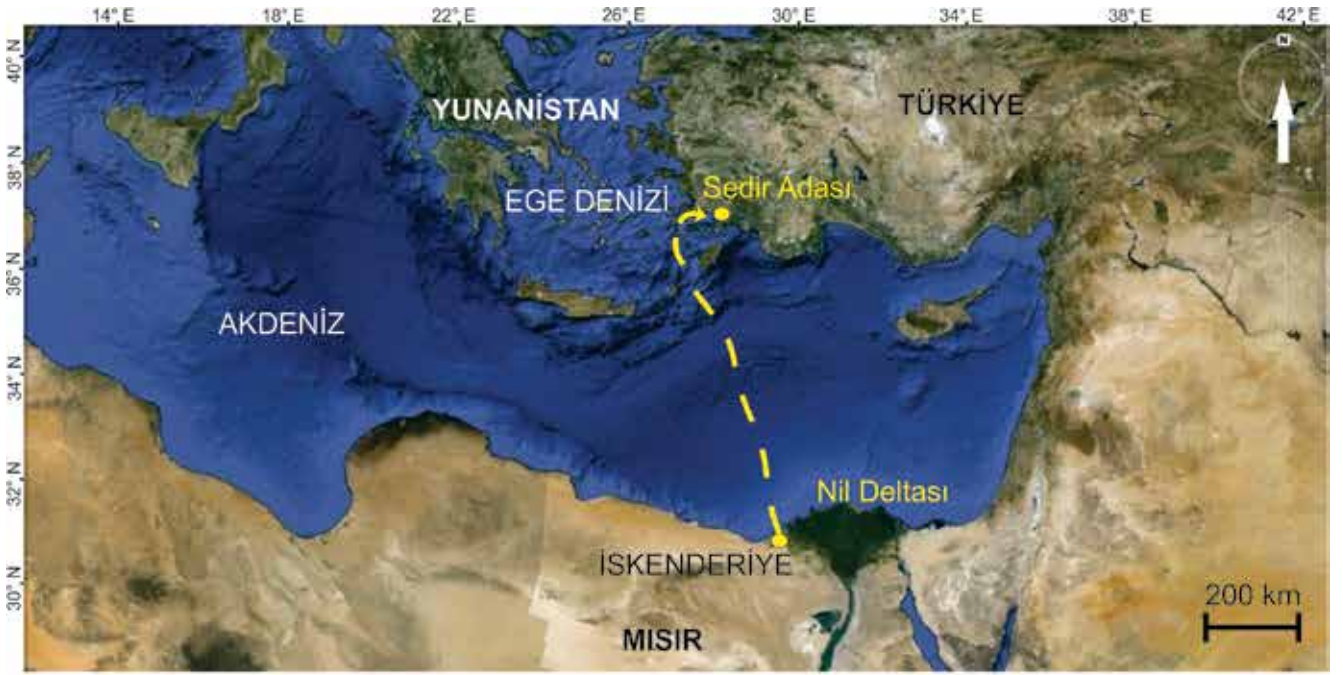 14° E 18° E 22° E 26° E 30° E 34° E 38° E 42° E
40° N
N
YUNANİSTAN
TÜRKİYE
38° N
EGE DENİZİ
Sedir Adası
36° N
AKDENİZ
34° N
32° N
Nil Deltası
İSKENDERİYE
30° N
200 km
MISIR